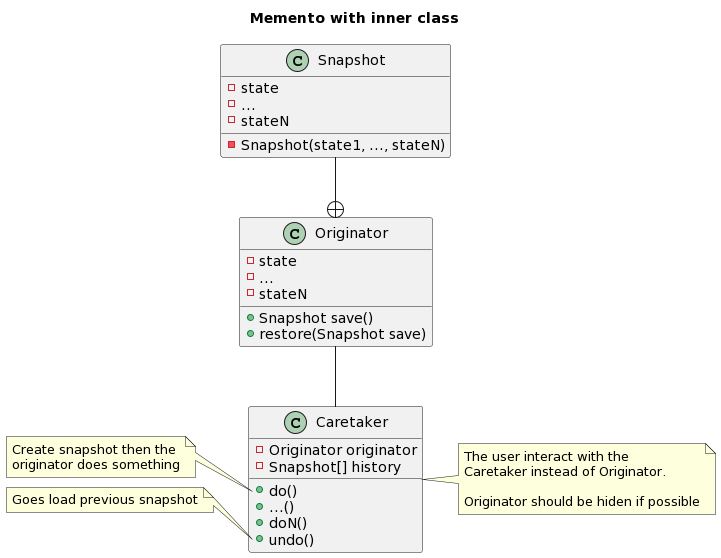 Memento with inner class
C Snapshot
state
...
stateN
Snapshot(state1, ..., stateN)
C Originator
state
...
stateN
Snapshot save()
restore(Snapshot save)
C Caretaker
Originator originator
Snapshot[] history
do()
...()
doN()
undo()
Create snapshot then the
originator does something
Goes load previous snapshot
The user interact with the
Caretaker instead of Originator.
Originator should be hiden if possible